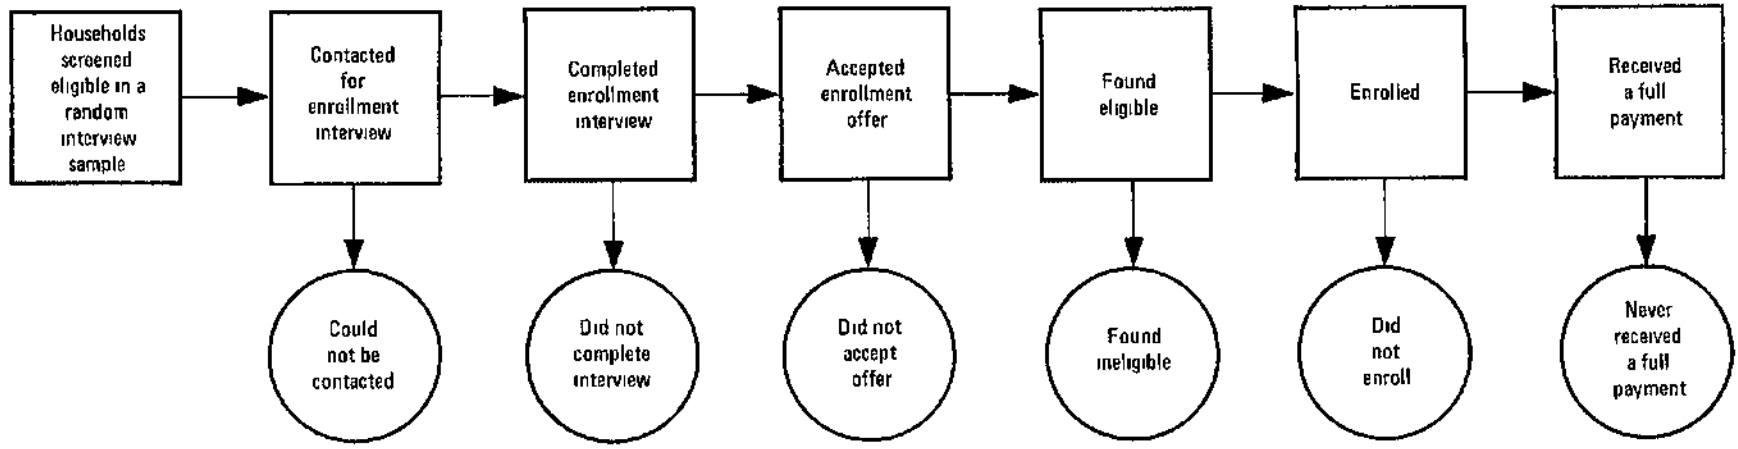 Households
screened
eligible in a
random
interview
sample
Contacted
for
enrollment
interview
Completed
enrollment
interview
Accepted
enrollment
offer
Found
eligible
Enrolled
Received
a full
payment
Could
not be
contacted
Did not
complete
interview
Did not
accept
offer
Found
ineligible
Did
not
enroll
Never
received
a full
payment